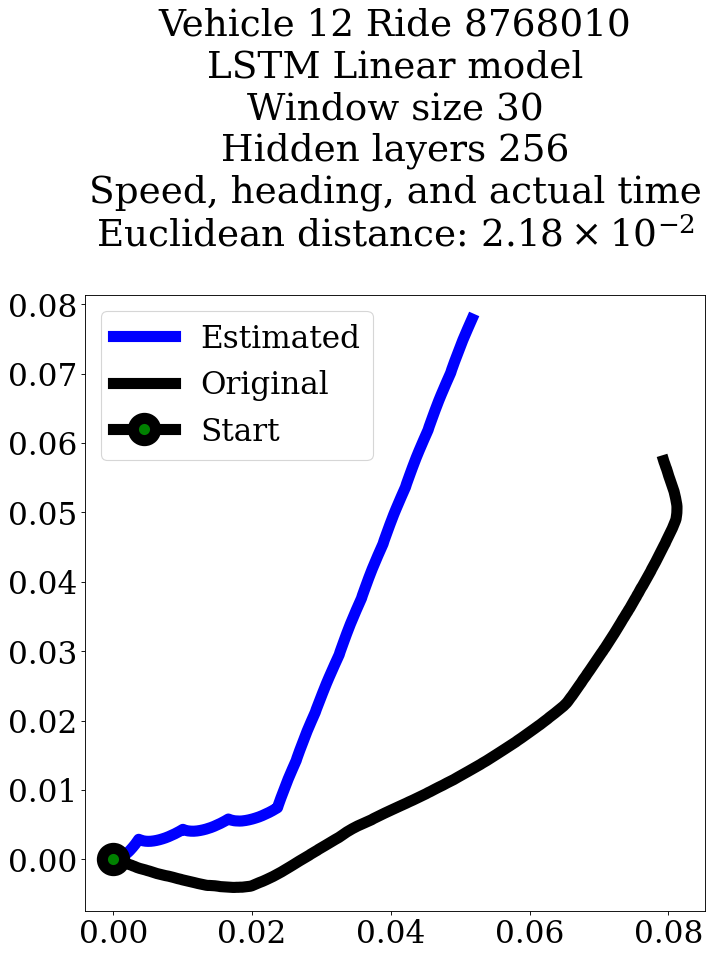 Vehicle 12 Ride 8768010
LSTM Linear model
Window size 30
Hidden layers 256
Speed, heading, and actual time
Euclidean distance: 2.18 × 10⁻²
Estimated
Original
Start
0.08
0.07
0.06
0.05
0.04
0.03
0.02
0.01
0.00
0.00 0.02 0.04 0.06 0.08